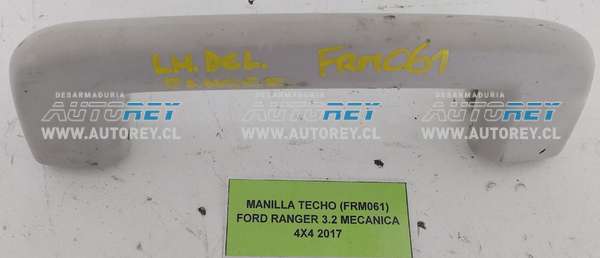 L.H. DEL. FRM061
RANGER
DESARMADURIA DESARMADURIA DESARMADURIA
AUTOREY AUTOREY AUTOREY
WWW.AUTOREY.CL WWW.AUTOREY.CL WWW.AUTOREY.CL
MANILLA TECHO (FRM061)
FORD RANGER 3.2 MECANICA
4X4 2017